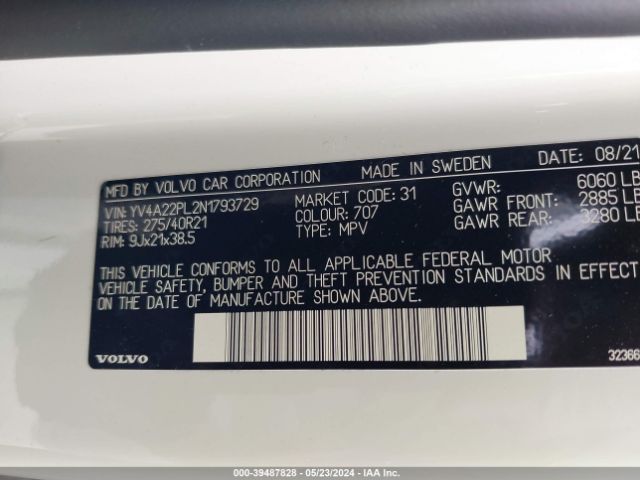 MFD BY VOLVO CAR CORPORATION MADE IN SWEDEN DATE: 08/21
VIN: YV4A22PL2N1793729 MARKET CODE: 31 GVWR: 6060 LB
TIRES: 275/40R21 COLOUR: 707 GAWR FRONT: 2885 LB
RIM: 9Jx21x38.5 TYPE: MPV GAWR REAR: 3280 LB
THIS VEHICLE CONFORMS TO ALL APPLICABLE FEDERAL MOTOR
VEHICLE SAFETY, BUMPER AND THEFT PREVENTION STANDARDS IN EFFECT
ON THE DATE OF MANUFACTURE SHOWN ABOVE.
VOLVO 32366
000-39487828 - 05/23/2024 - IAAI.CA